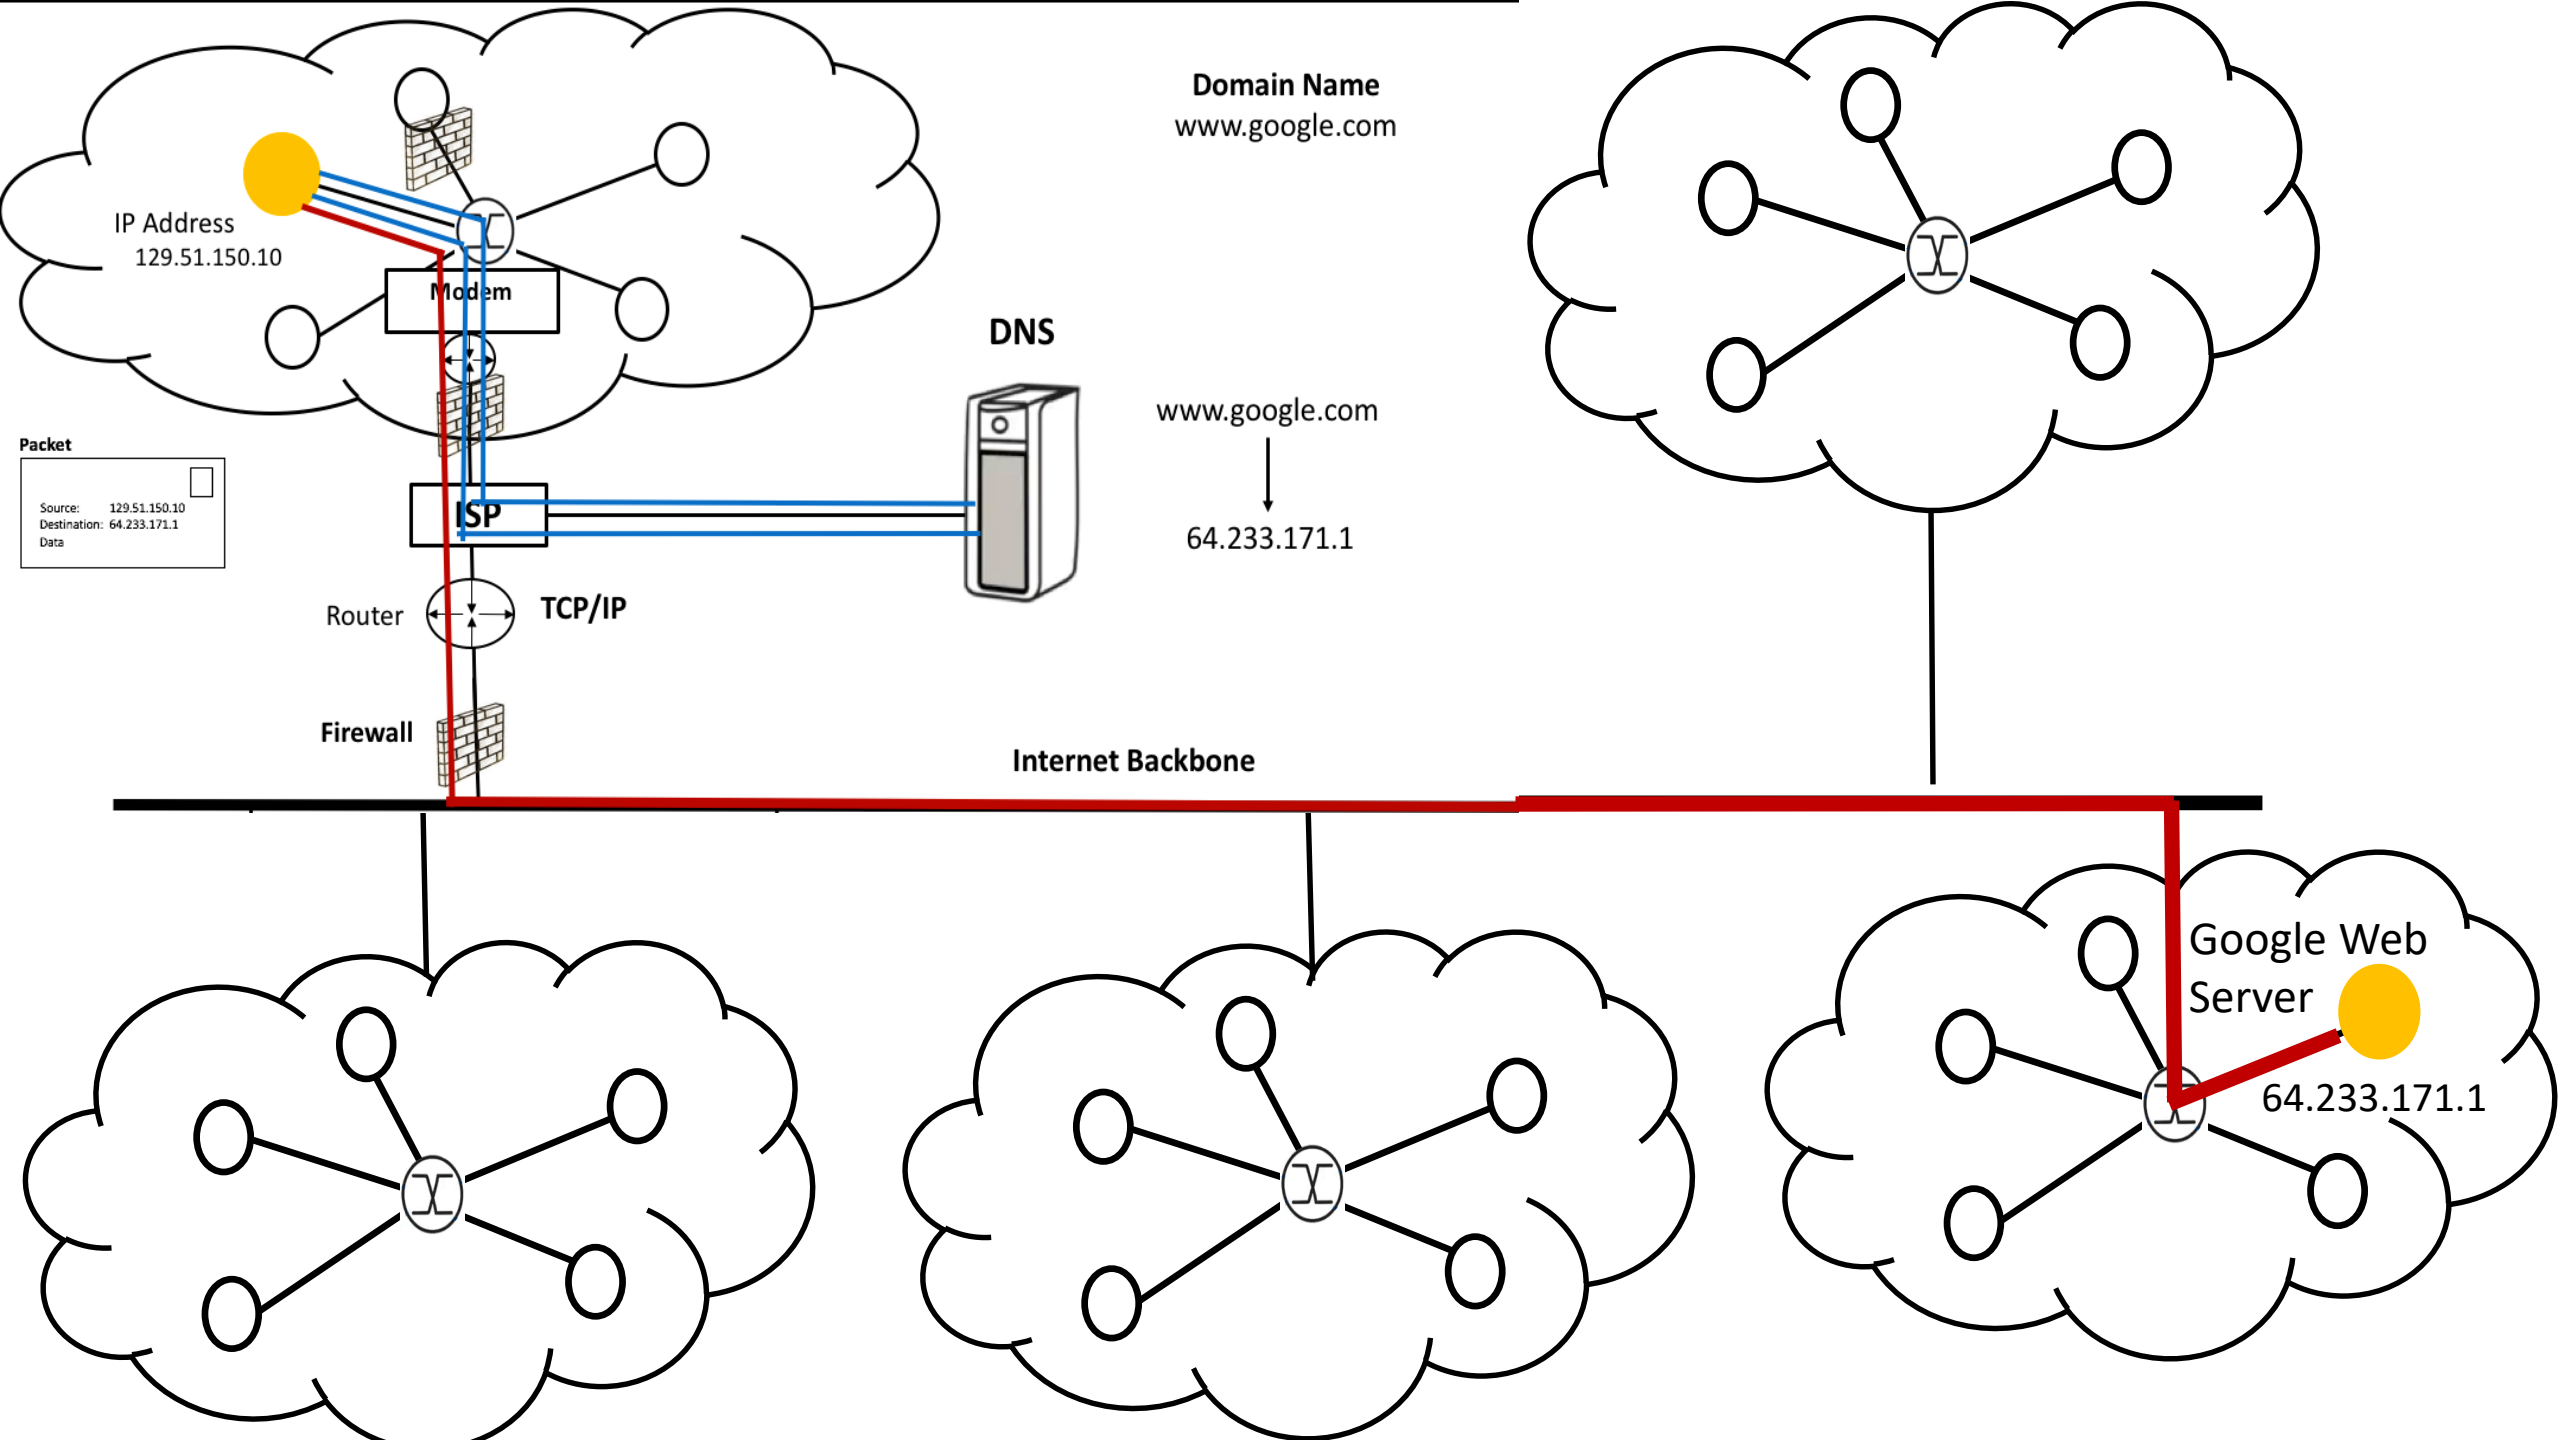 Domain Name
www.google.com
IP Address
129.51.150.10
Modem
DNS
www.google.com
64.233.171.1
Packet
Source: 129.51.150.10
Destination: 64.233.171.1
Data
ISP
Router
TCP/IP
Firewall
Internet Backbone
Google Web
Server
64.233.171.1